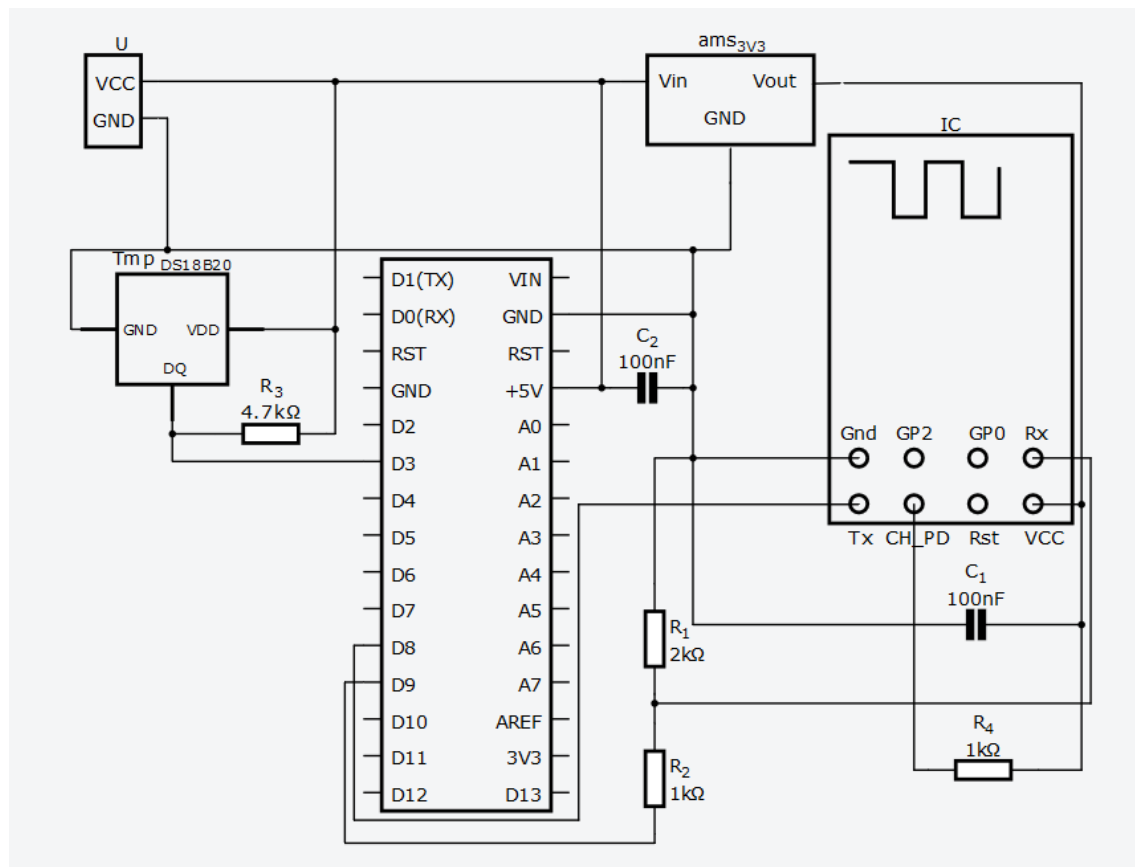 U
VCC
GND
ams3V3
Vin
Vout
GND
IC
Tmp DS18B20
GND
VDD
DQ
R3
4.7kΩ
D1(TX)
D0(RX)
RST
GND
D2
D3
D4
D5
D6
D7
D8
D9
D10
D11
D12
VIN
GND
RST
+5V
A0
A1
A2
A3
A4
A5
A6
A7
AREF
3V3
D13
C2
100nF
Gnd
GP2
GP0
Rx
Tx
CH_PD
Rst
VCC
C1
100nF
R1
2kΩ
R2
1kΩ
R4
1kΩ